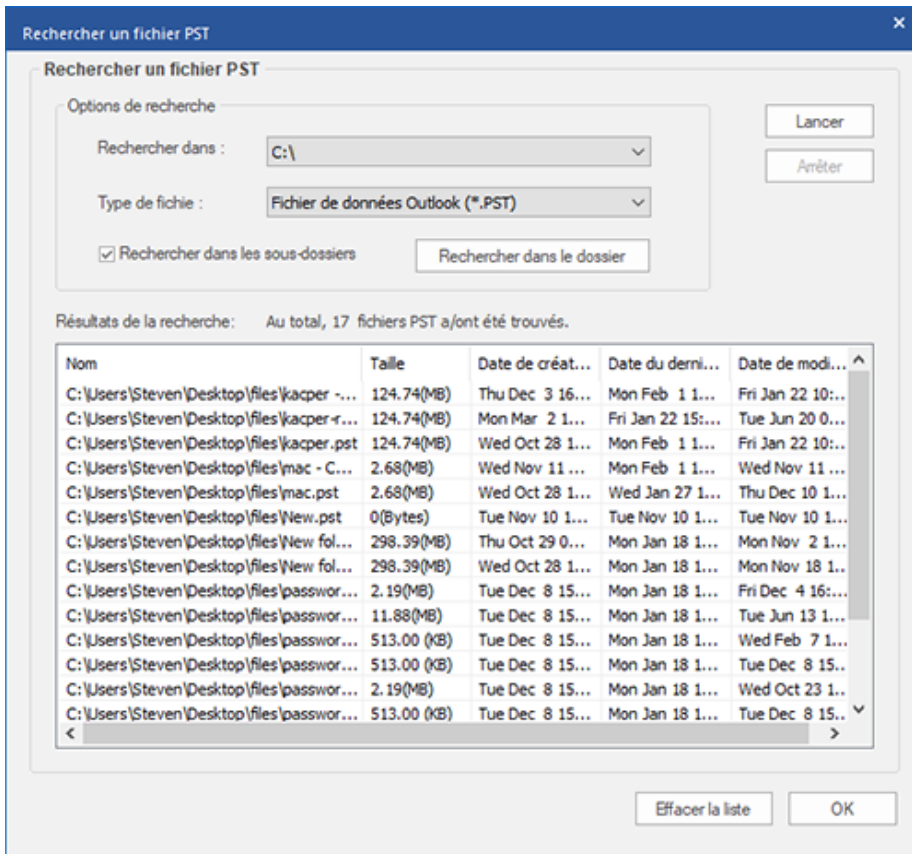 Rechercher un fichier PST
Rechercher un fichier PST
Options de recherche
Rechercher dans :
C:\
Lancer
Arrêter
Type de fichie :
Fichier de données Outlook (*.PST)
Rechercher dans les sous-dossiers
Rechercher dans le dossier
Résultats de la recherche: Au total, 17 fichiers PST a/ont été trouvés.
Nom Taille Date de créat... Date du derni... Date de modi...
C:\Users\Steven\Desktop\files\kacper -... 124.74(MB) Thu Dec 3 16... Mon Feb 1 1... Fri Jan 22 10:...
C:\Users\Steven\Desktop\files\kacper-r... 124.74(MB) Mon Mar 2 1... Fri Jan 22 15:... Tue Jun 20 0...
C:\Users\Steven\Desktop\files\kacper.pst 124.74(MB) Wed Oct 28 1... Mon Feb 1 1... Fri Jan 22 10:...
C:\Users\Steven\Desktop\files\mac - C... 2.68(MB) Wed Nov 11 ... Mon Feb 1 1... Wed Nov 11 ...
C:\Users\Steven\Desktop\files\mac.pst 2.68(MB) Wed Oct 28 1... Wed Jan 27 1... Thu Dec 10 1...
C:\Users\Steven\Desktop\files\New.pst 0(Bytes) Tue Nov 10 1... Tue Nov 10 1... Tue Nov 10 1...
C:\Users\Steven\Desktop\files\New fol... 298.39(MB) Thu Oct 29 0... Mon Jan 18 1... Mon Nov 2 1...
C:\Users\Steven\Desktop\files\New fol... 298.39(MB) Wed Oct 28 1... Mon Jan 18 1... Mon Nov 18 1...
C:\Users\Steven\Desktop\files\passwor... 2.19(MB) Tue Dec 8 15... Mon Jan 18 1... Fri Dec 4 16:...
C:\Users\Steven\Desktop\files\passwor... 11.88(MB) Tue Dec 8 15... Mon Jan 18 1... Tue Jun 13 1...
C:\Users\Steven\Desktop\files\passwor... 513.00 (KB) Tue Dec 8 15... Mon Jan 18 1... Wed Feb 7 1...
C:\Users\Steven\Desktop\files\passwor... 513.00 (KB) Tue Dec 8 15... Mon Jan 18 1... Tue Dec 8 15...
C:\Users\Steven\Desktop\files\passwor... 2.19(MB) Tue Dec 8 15... Mon Jan 18 1... Wed Oct 23 1...
C:\Users\Steven\Desktop\files\passwor... 513.00 (KB) Tue Dec 8 15... Mon Jan 18 1... Tue Dec 8 15...
Effacer la liste
OK